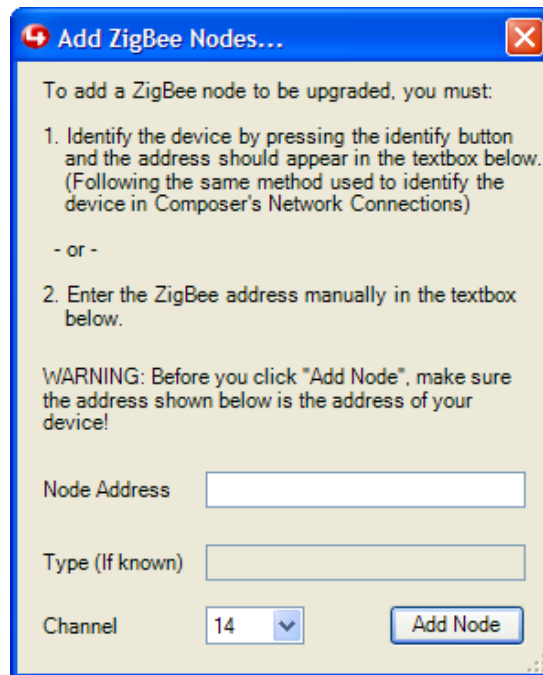 Add ZigBee Nodes...
To add a ZigBee node to be upgraded, you must:
1. Identify the device by pressing the identify button
and the address should appear in the textbox below.
(Following the same method used to identify the
device in Composer's Network Connections)
- or -
2. Enter the ZigBee address manually in the textbox
below.
WARNING: Before you click "Add Node", make sure
the address shown below is the address of your
device!
Node Address
Type (If known)
Channel 14 Add Node